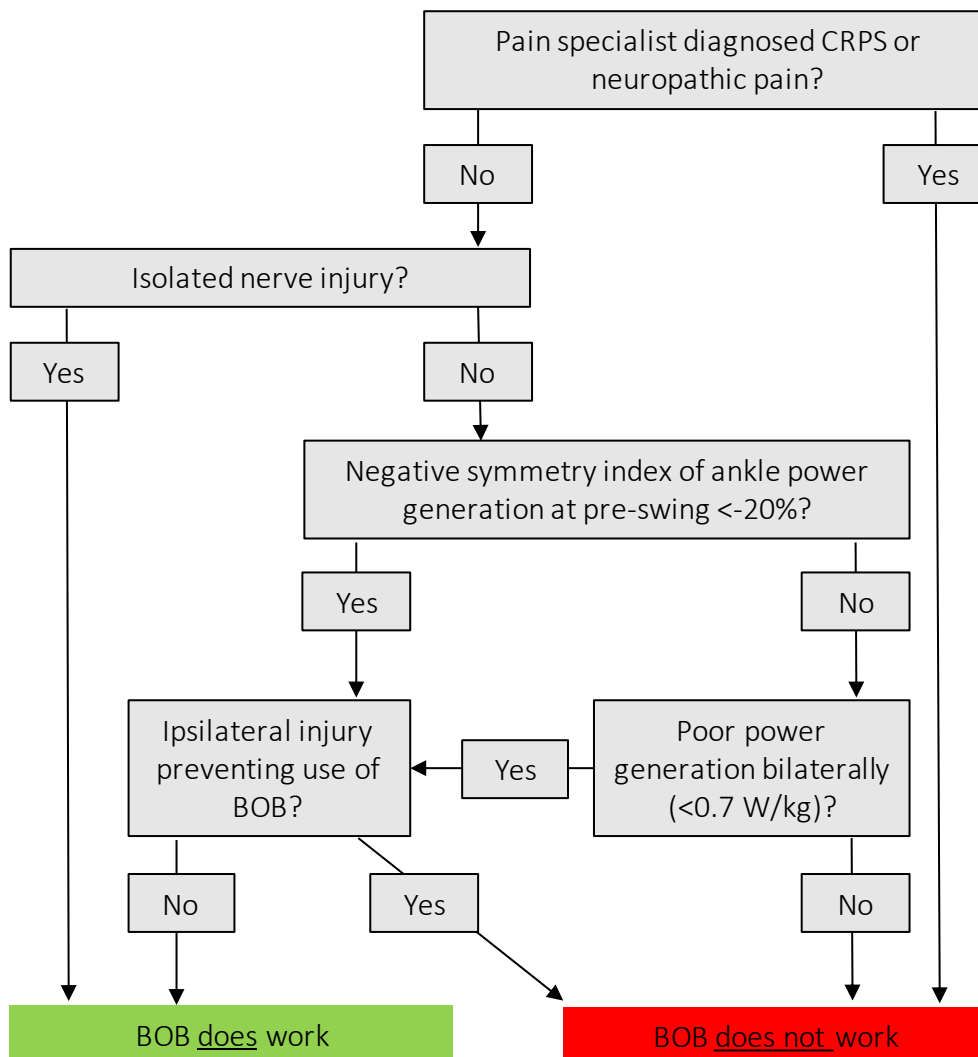 Pain specialist diagnosed CRPS or
neuropathic pain?
No
Yes
Isolated nerve injury?
Yes
No
Negative symmetry index of ankle power
generation at pre-swing <-20%?
Yes
No
Ipsilateral injury
preventing use of
BOB?
Yes
Poor power
generation bilaterally
(<0.7 W/kg)?
No
Yes
No
BOB does work
BOB does not work